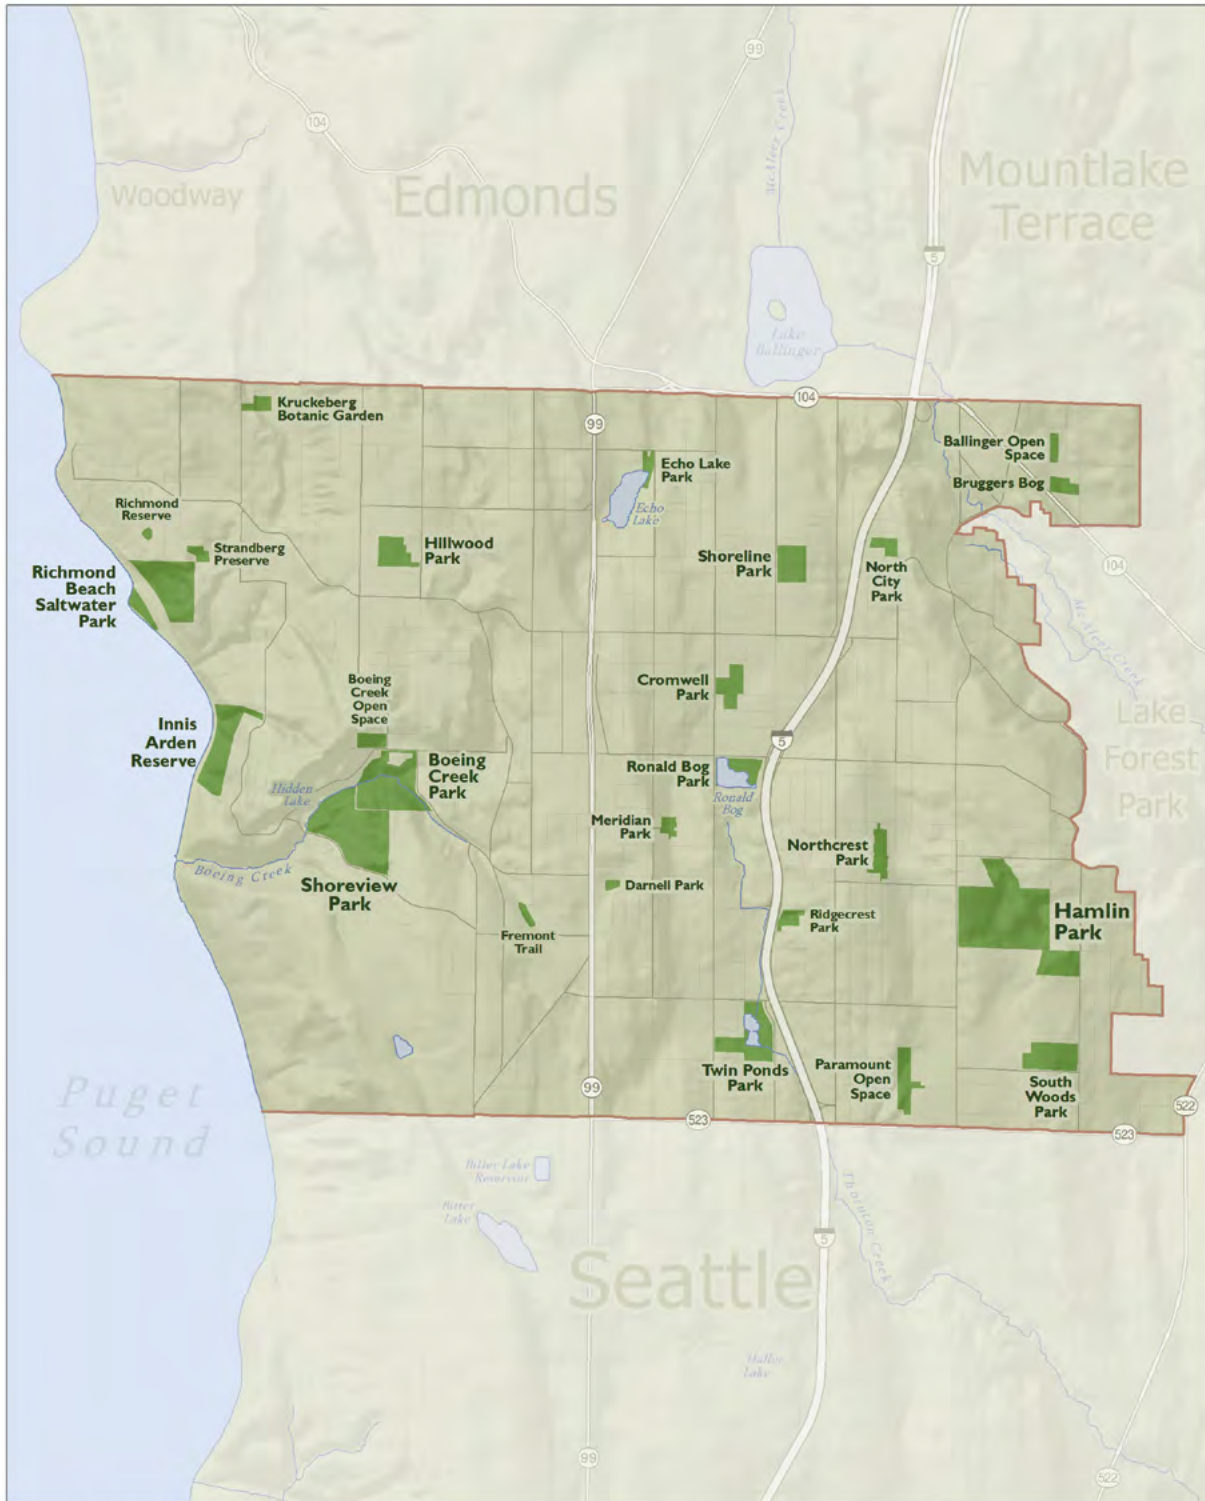 99
104
McAleer Creek
Woodway
Edmonds
Mountlake
Terrace
5
Lake
Ballinger
Kruckeberg
Botanic Garden
104
99
Ballinger Open
Space
Echo Lake
Park
Bruggers Bog
Echo
Lake
Richmond
Reserve
Strandberg
Preserve
Hillwood
Park
Shoreline
Park
North
City
Park
104
Richmond
Beach
Saltwater
Park
McAleer Creek
Boeing
Creek
Open
Space
Cromwell
Park
Innis
Arden
Reserve
5
Lake
Forest
Park
Boeing
Creek
Park
Ronald Bog
Park
Hidden
Lake
Ronald
Bog
Meridian
Park
Northcrest
Park
Boeing Creek
Shoreview
Park
Darnell Park
Hamlin
Park
Ridgecrest
Park
Fremont
Trail
Twin Ponds
Park
Paramount
Open
Space
South
Woods
Park
99
Puget
Sound
523
522
523
Bitter Lake
Reservoir
Bitter
Lake
Thornton Creek
5
Seattle
Haller
Lake
99
522